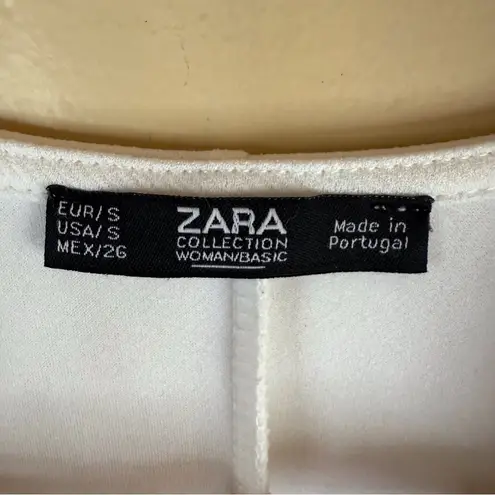 EUR/S
USA/S
MEX/26
ZARA
COLLECTION
WOMAN/BASIC
Made in
Portugal